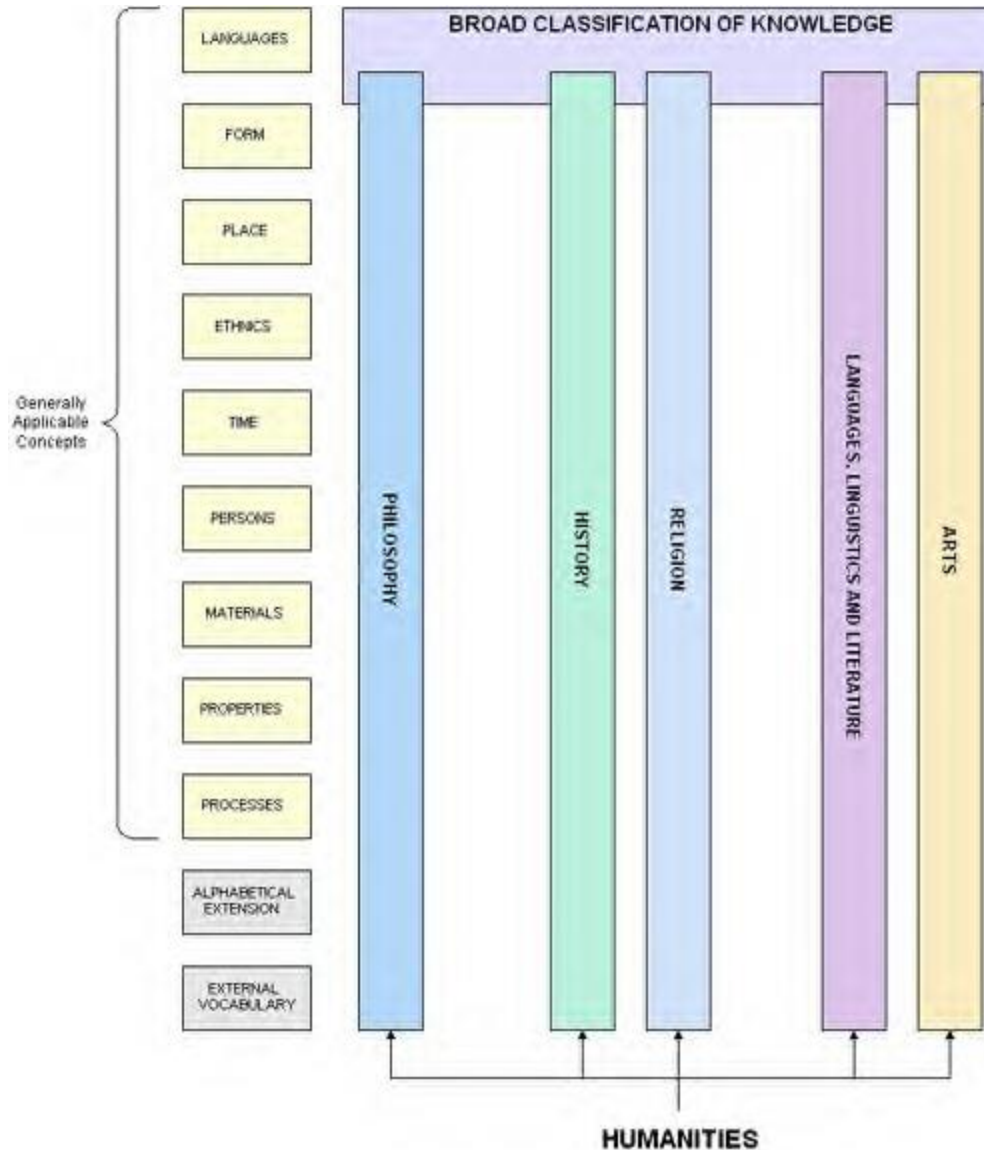 BROAD CLASSIFICATION OF KNOWLEDGE
LANGUAGES
FORM
PLACE
ETHNICS
TIME
PERSONS
MATERIALS
PROPERTIES
PROCESSES
ALPHABETICAL
EXTENSION
EXTERNAL
VOCABULARY
Generally
Applicable
Concepts
PHILOSOPHY
HISTORY
RELIGION
LANGUAGES, LINGUISTICS AND LITERATURE
ARTS
HUMANITIES